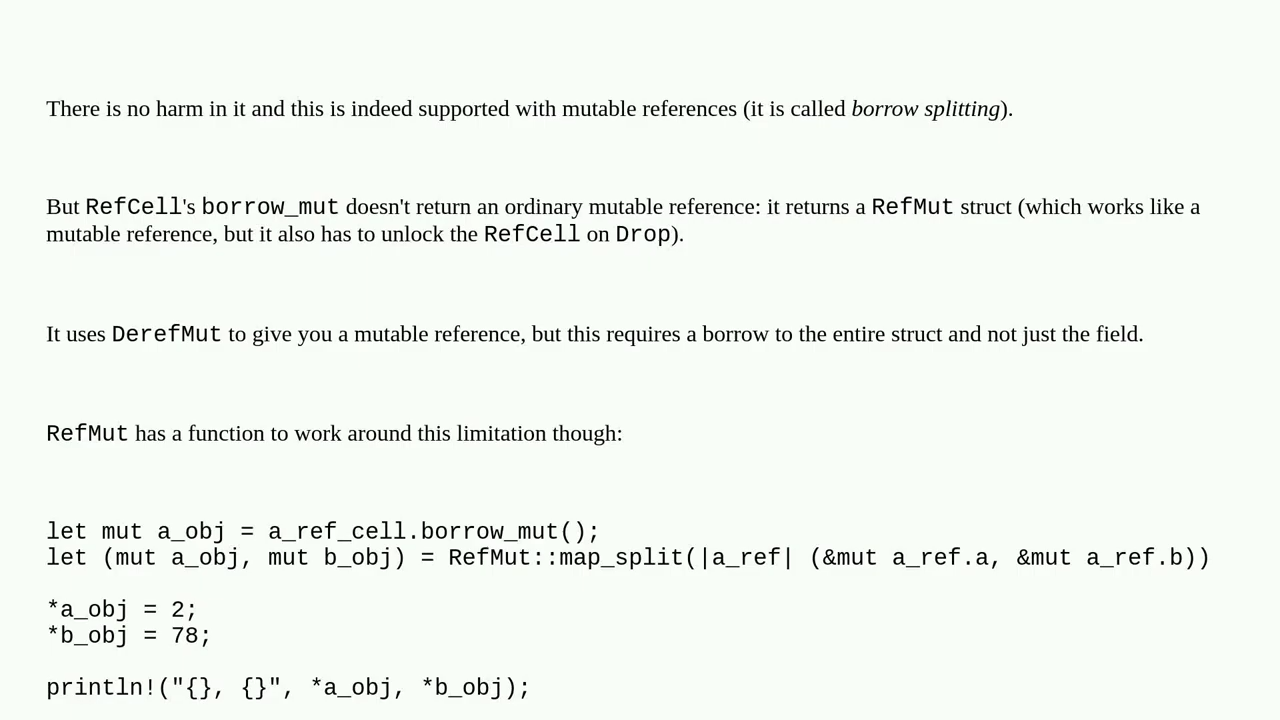 There is no harm in it and this is indeed supported with mutable references (it is called borrow splitting).
But RefCell's borrow_mut doesn't return an ordinary mutable reference: it returns a RefMut struct (which works like a
mutable reference, but it also has to unlock the RefCell on Drop).
It uses DerefMut to give you a mutable reference, but this requires a borrow to the entire struct and not just the field.
RefMut has a function to work around this limitation though:
let mut a_obj = a_ref_cell.borrow_mut();
let (mut a_obj, mut b_obj) = RefMut::map_split(|a_ref| (&mut a_ref.a, &mut a_ref.b))
*a_obj = 2;
*b_obj = 78;
println!("{}, {}", *a_obj, *b_obj);